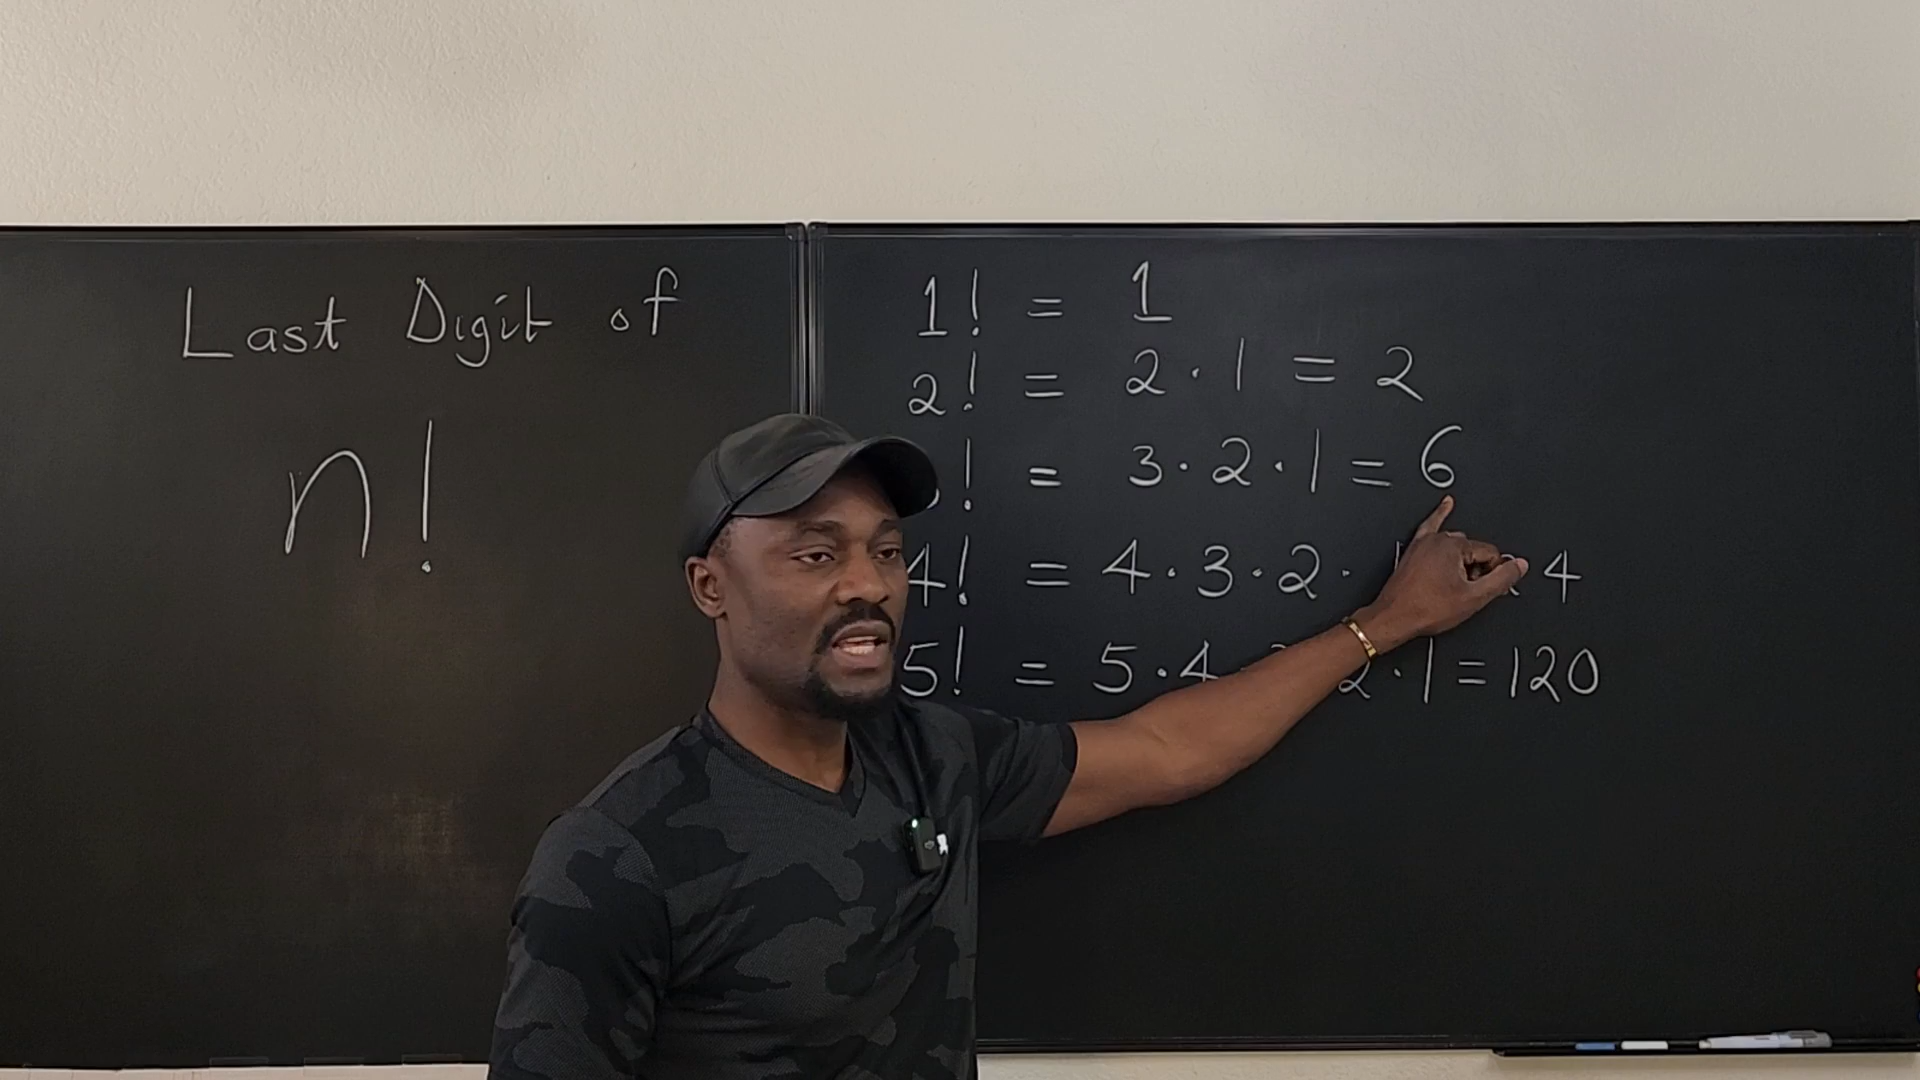 Last Digit of
n!
1! = 1
2! = 2 · 1 = 2
! = 3 · 2 · 1 = 6
4! = 4 · 3 · 2 · 4
5! = 5 · 4 · 2 · 1 = 120